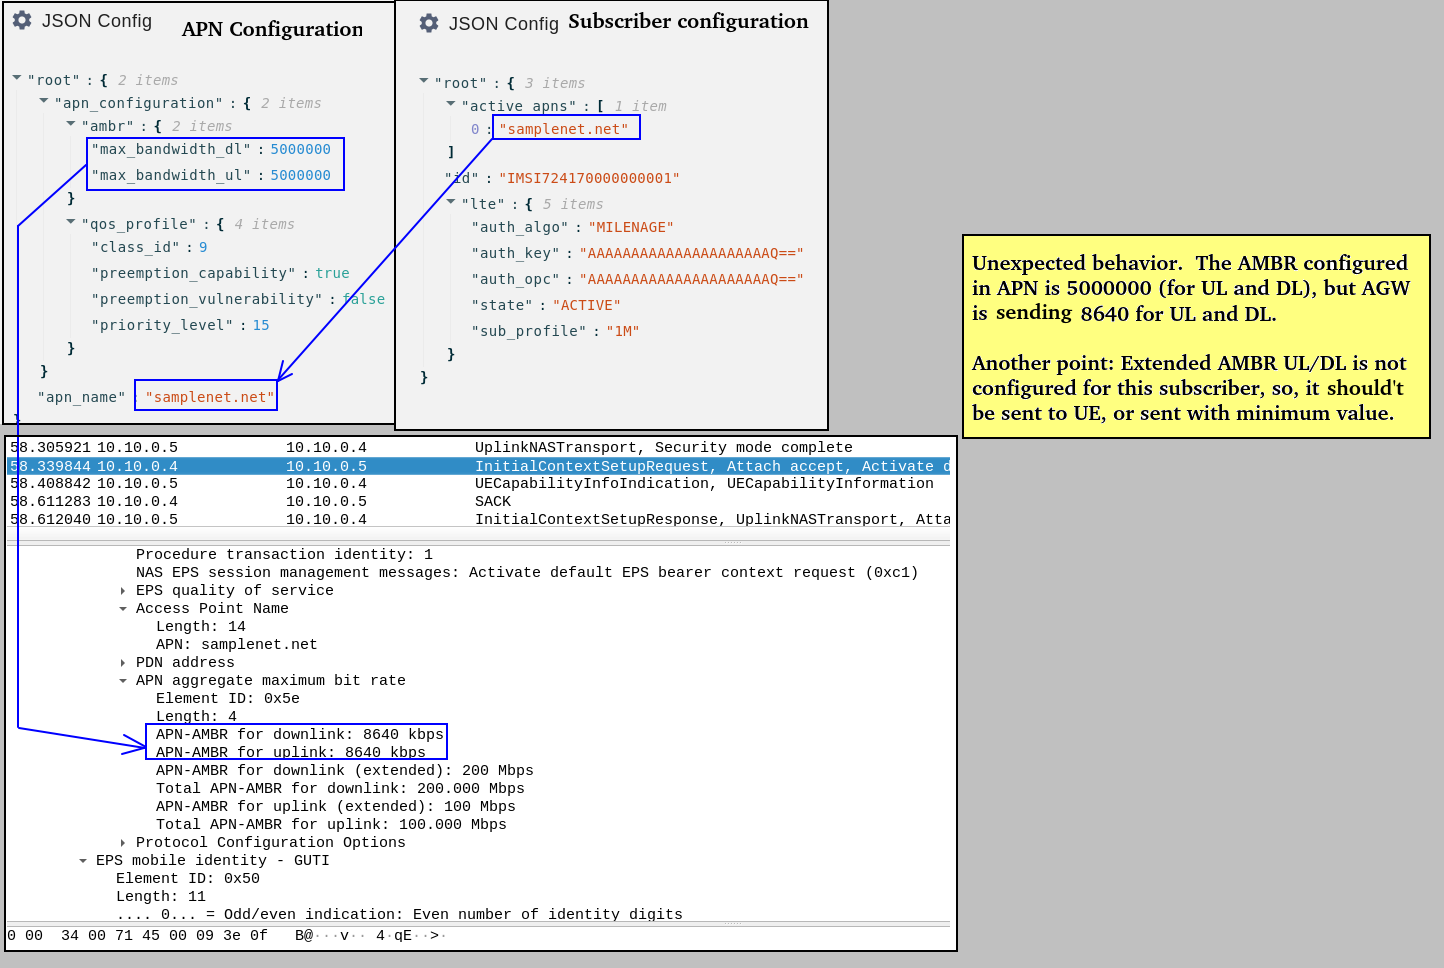 JSON Config APN Configuration
"root" : { 2 items
"apn_configuration" : { 2 items
"ambr" : { 2 items
"max_bandwidth_dl" : 5000000
"max_bandwidth_ul" : 5000000
}
"qos_profile" : { 4 items
"class_id" : 9
"preemption_capability" : true
"preemption_vulnerability" : false
"priority_level" : 15
}
}
"apn_name" : "samplenet.net"
}
JSON Config Subscriber configuration
"root" : { 3 items
"active_apns" : [ 1 item
0 : "samplenet.net"
]
"id" : "IMSI724170000000001"
"lte" : { 5 items
"auth_algo" : "MILENAGE"
"auth_key" : "AAAAAAAAAAAAAAAAAAAAAQ=="
"auth_opc" : "AAAAAAAAAAAAAAAAAAAAAQ=="
"state" : "ACTIVE"
"sub_profile" : "1M"
}
}
Unexpected behavior. The AMBR configured
in APN is 5000000 (for UL and DL), but AGW
is sending 8640 for UL and DL.
Another point: Extended AMBR UL/DL is not
configured for this subscriber, so, it should't
be sent to UE, or sent with minimum value.
58.305921 10.10.0.5 10.10.0.4 UplinkNASTransport, Security mode complete
58.339844 10.10.0.4 10.10.0.5 InitialContextSetupRequest, Attach accept, Activate d
58.408842 10.10.0.5 10.10.0.4 UECapabilityInfoIndication, UECapabilityInformation
58.611283 10.10.0.4 10.10.0.5 SACK
58.612040 10.10.0.5 10.10.0.4 InitialContextSetupResponse, UplinkNASTransport, Atta
Procedure transaction identity: 1
NAS EPS session management messages: Activate default EPS bearer context request (0xc1)
EPS quality of service
Access Point Name
Length: 14
APN: samplenet.net
PDN address
APN aggregate maximum bit rate
Element ID: 0x5e
Length: 4
APN-AMBR for downlink: 8640 kbps
APN-AMBR for uplink: 8640 kbps
APN-AMBR for downlink (extended): 200 Mbps
Total APN-AMBR for downlink: 200.000 Mbps
APN-AMBR for uplink (extended): 100 Mbps
Total APN-AMBR for uplink: 100.000 Mbps
Protocol Configuration Options
EPS mobile identity - GUTI
Element ID: 0x50
Length: 11
.... 0... = Odd/even indication: Even number of identity digits
0 00 34 00 71 45 00 09 3e 0f B@···v·· 4·qE··>·